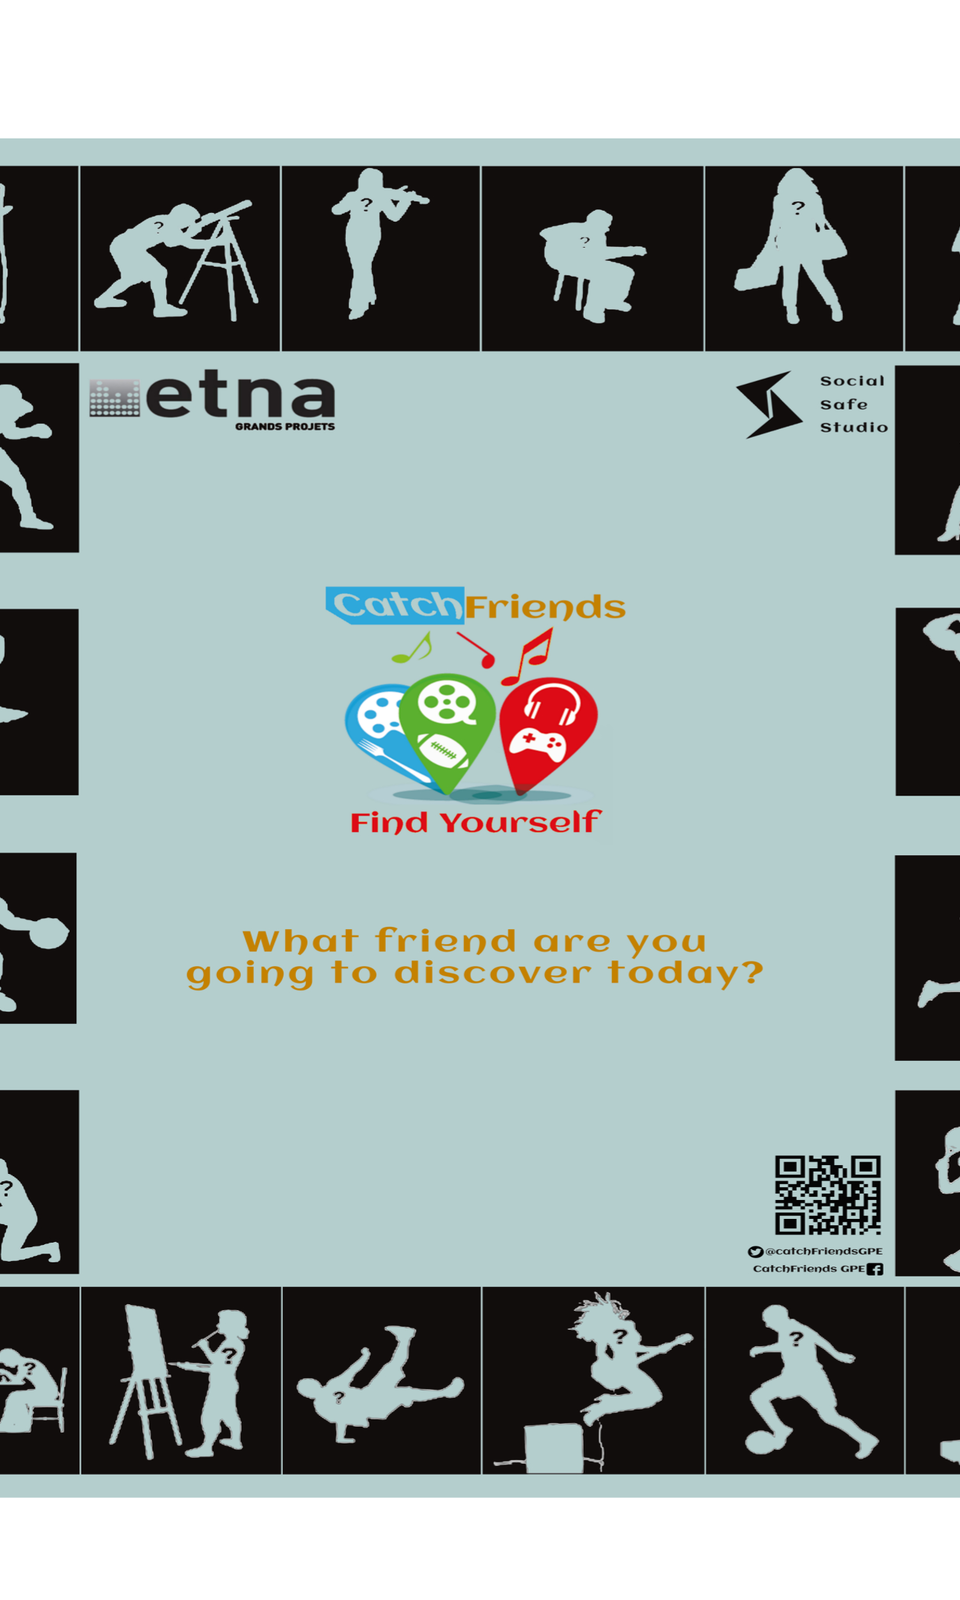 ?
?
?
?
etna
GRANDS PROJETS
Social
Safe
Studio
CatchFriends
Find Yourself
What friend are you
going to discover today?
?
@catchFriendsGPE
CatchFriends GPE
?
?
?
?
?